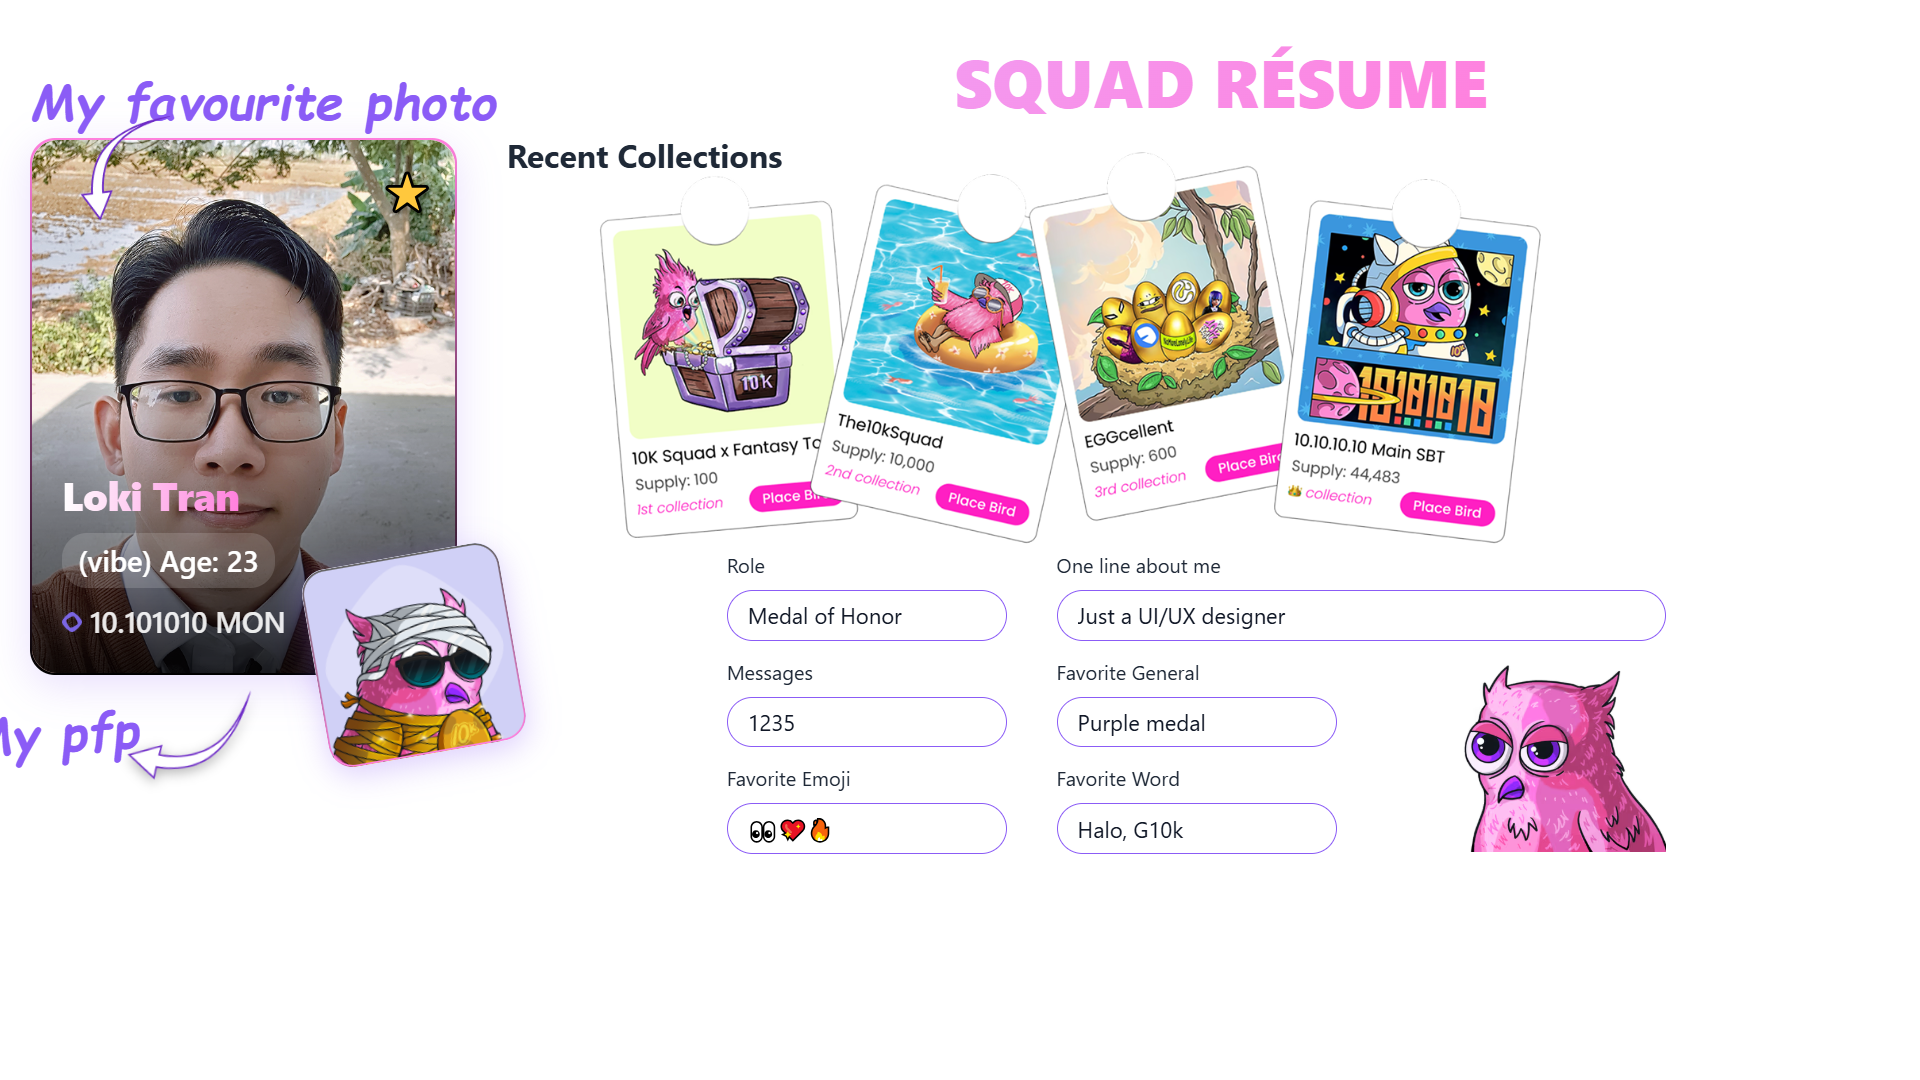 SQUAD RÉSUME
My favourite photo
Recent Collections
10K
10K Squad x Fantasy To
Supply: 100
1st collection
Place Bi
The10kSquad
Supply: 10,000
2nd collection
Place Bird
EGGcellent
Supply: 600
3rd collection
Place Bird
10101010
10.10.10.10 Main SBT
Supply: 44,483
👑 collection
Place Bird
Loki Tran
(vibe) Age: 23
10.101010 MON
My pfp
Role
Medal of Honor
One line about me
Just a UI/UX designer
Messages
1235
Favorite General
Purple medal
Favorite Emoji
👀💖🔥
Favorite Word
Halo, G10k